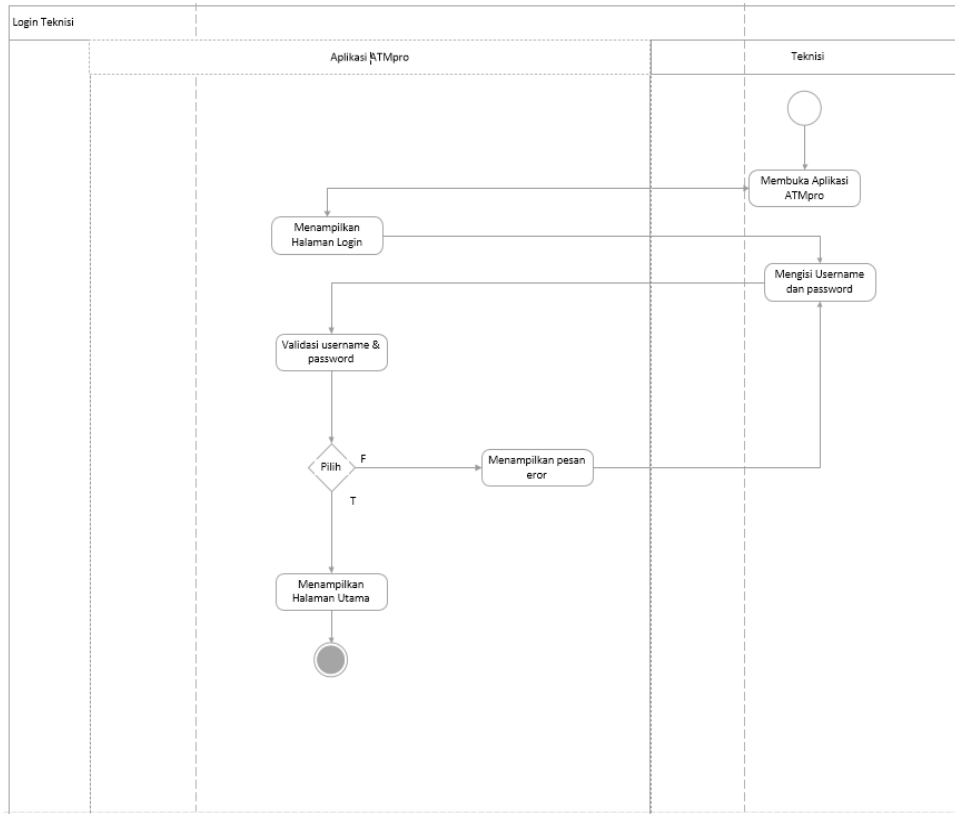 Login Teknisi
Aplikasi ATMpro
Teknisi
Membuka Aplikasi
ATMpro
Menampilkan
Halaman Login
Mengisi Username
dan password
Validasi username &
password
Pilih
F
Menampilkan pesan
eror
T
Menampilkan
Halaman Utama